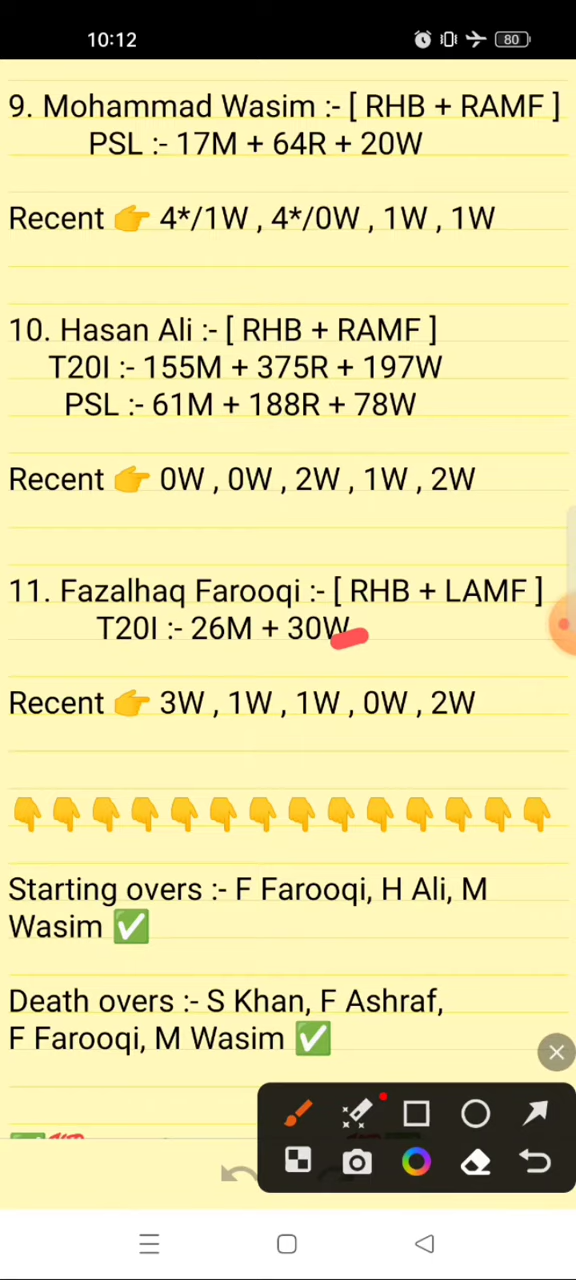 10:12
80
9. Mohammad Wasim :- [ RHB + RAMF ]
PSL :- 17M + 64R + 20W
Recent 👉 4*/1W , 4*/0W , 1W , 1W
10. Hasan Ali :- [ RHB + RAMF ]
T20I :- 155M + 375R + 197W
PSL :- 61M + 188R + 78W
Recent 👉 0W , 0W , 2W , 1W , 2W
11. Fazalhaq Farooqi :- [ RHB + LAMF ]
T20I :- 26M + 30W
Recent 👉 3W , 1W , 1W , 0W , 2W
👇👇👇👇👇👇👇👇👇👇👇👇👇👇
Starting overs :- F Farooqi, H Ali, M
Wasim ✅
Death overs :- S Khan, F Ashraf,
F Farooqi, M Wasim ✅